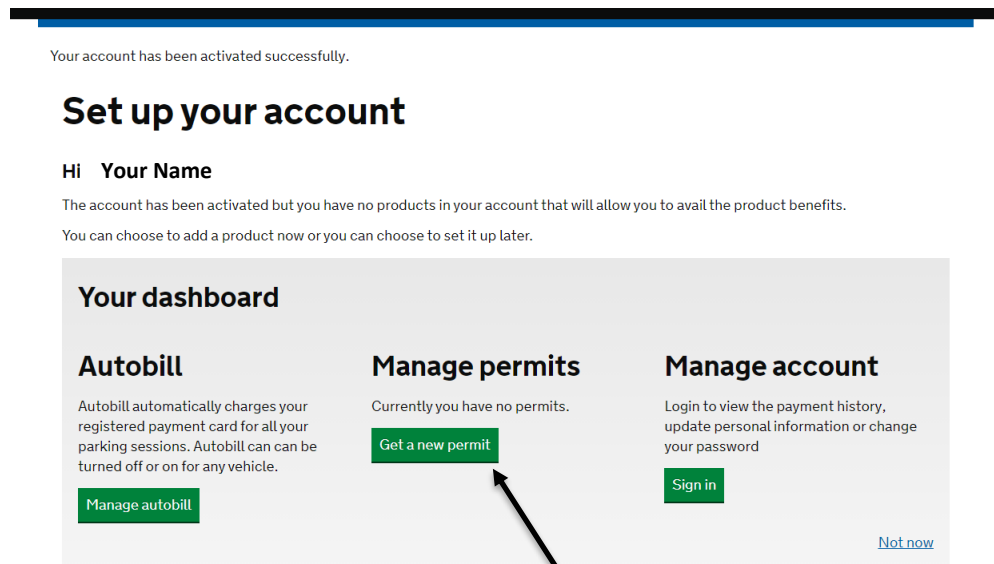 Your account has been activated successfully.
Set up your account
Hi Your Name
The account has been activated but you have no products in your account that will allow you to avail the product benefits.
You can choose to add a product now or you can choose to set it up later.
Your dashboard
Autobill
Autobill automatically charges your
registered payment card for all your
parking sessions. Autobill can can be
turned off or on for any vehicle.
Manage autobill
Manage permits
Currently you have no permits.
Get a new permit
Manage account
Login to view the payment history,
update personal information or change
your password
Sign in
Not now